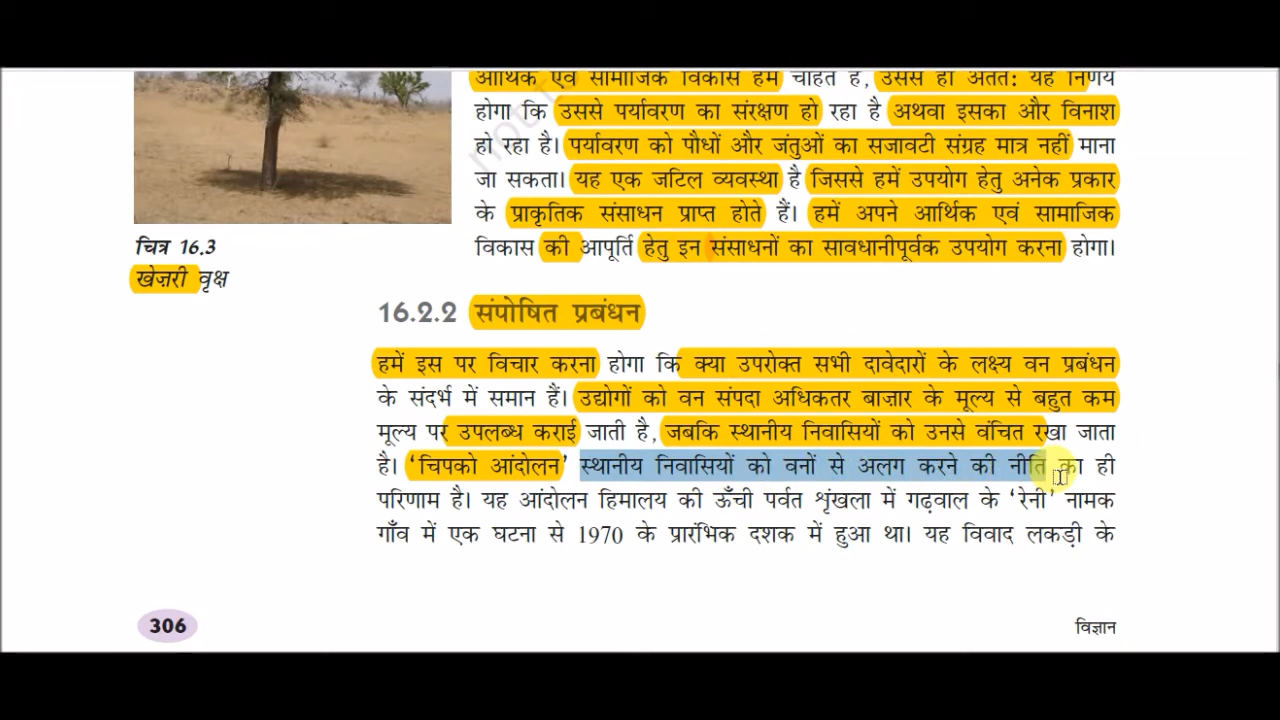 आर्थिक एवं सामाजिक विकास हम चाहते हैं, उससे ही अंततः यह निर्णय
होगा कि उससे पर्यावरण का संरक्षण हो रहा है अथवा इसका और विनाश
हो रहा है। पर्यावरण को पौधों और जंतुओं का सजावटी संग्रह मात्र नहीं माना
जा सकता। यह एक जटिल व्यवस्था है जिससे हमें उपयोग हेतु अनेक प्रकार
के प्राकृतिक संसाधन प्राप्त होते हैं। हमें अपने आर्थिक एवं सामाजिक
विकास की आपूर्ति हेतु इन संसाधनों का सावधानीपूर्वक उपयोग करना होगा।
चित्र 16.3
खेज़री वृक्ष
16.2.2 संपोषित प्रबंधन
हमें इस पर विचार करना होगा कि क्या उपरोक्त सभी दावेदारों के लक्ष्य वन प्रबंधन
के संदर्भ में समान हैं। उद्योगों को वन संपदा अधिकतर बाज़ार के मूल्य से बहुत कम
मूल्य पर उपलब्ध कराई जाती है, जबकि स्थानीय निवासियों को उनसे वंचित रखा जाता
है। ‘चिपको आंदोलन’ स्थानीय निवासियों को वनों से अलग करने की नीति का ही
परिणाम है। यह आंदोलन हिमालय की ऊँची पर्वत शृंखला में गढ़वाल के ‘रेनी’ नामक
गाँव में एक घटना से 1970 के प्रारंभिक दशक में हुआ था। यह विवाद लकड़ी के
306
विज्ञान